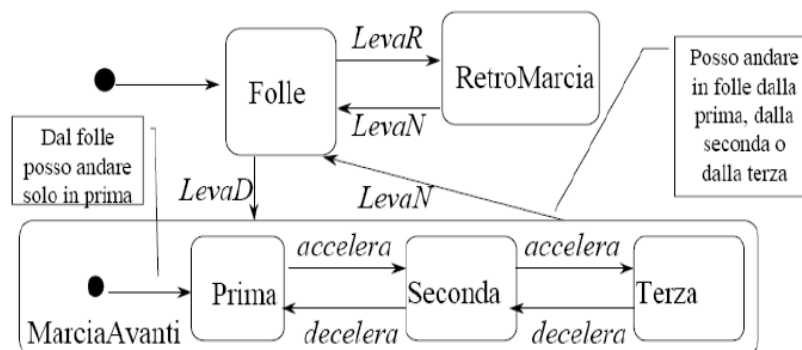 LevaR
Folle
RetroMarcia
LevaN
Posso andare
in folle dalla
prima, dalla
seconda o
dalla terza
Dal folle
posso andare
solo in prima
LevaD
LevaN
accelera
accelera
Prima
Seconda
Terza
decelera
decelera
MarciaAvanti